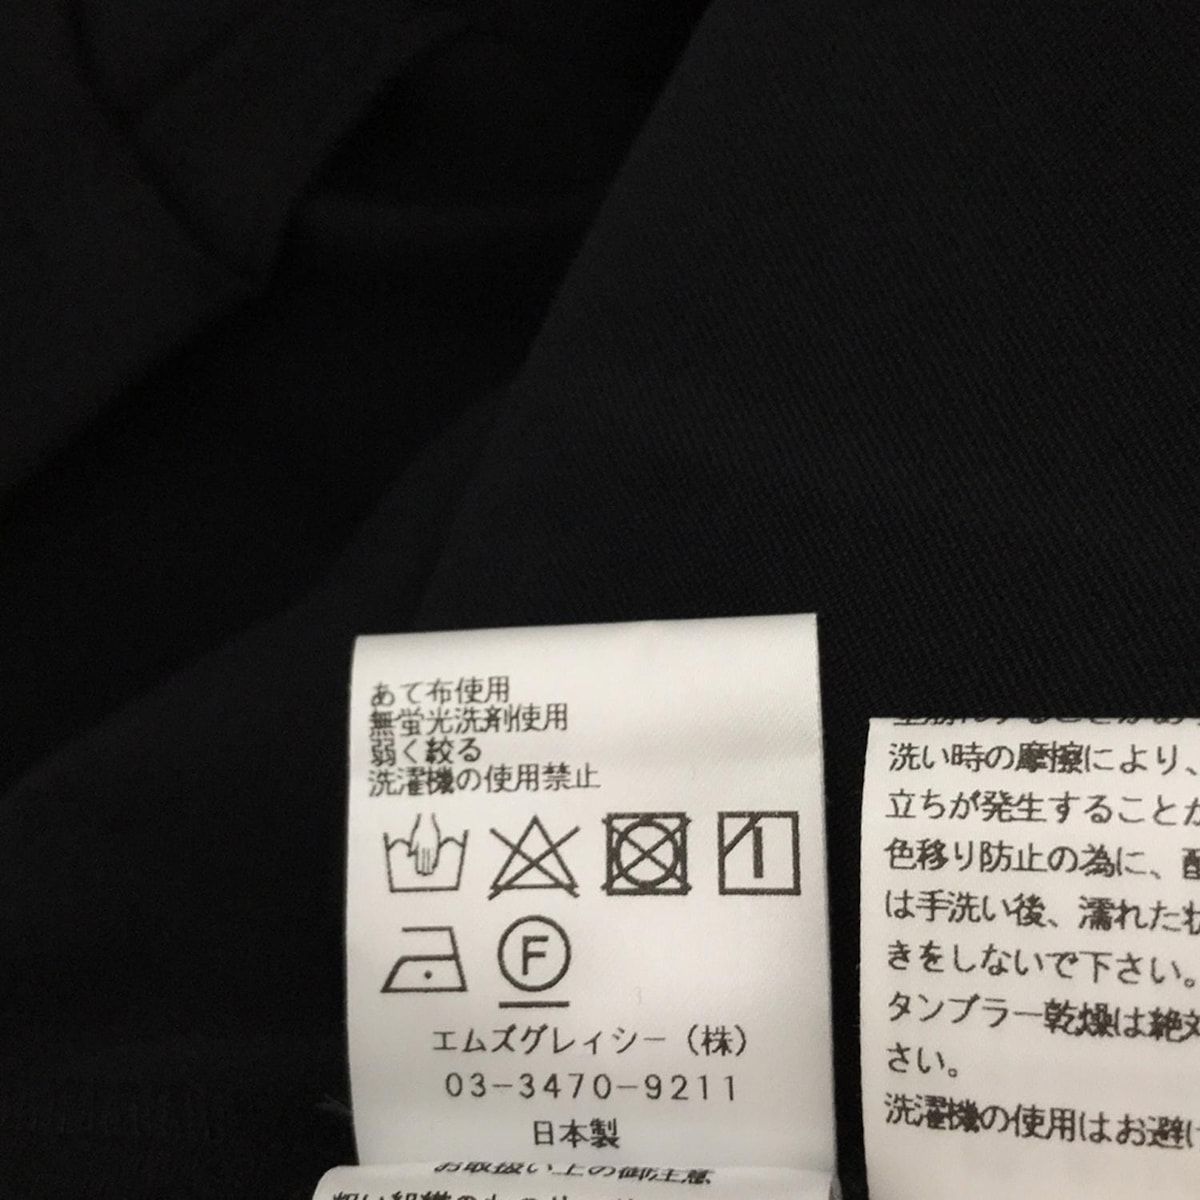 あて布使用
無蛍光洗剤使用
弱く絞る
洗濯機の使用禁止
F
エムズグレィシー(株)
03-3470-9211
日本製
お取扱い上の御注意
洗い時の摩擦により、
立ちが発生することが
色移り防止の為に、配
は手洗い後、濡れた状
きをしないで下さい。
タンブラー乾燥は絶対
さい。
洗濯機の使用はお避け